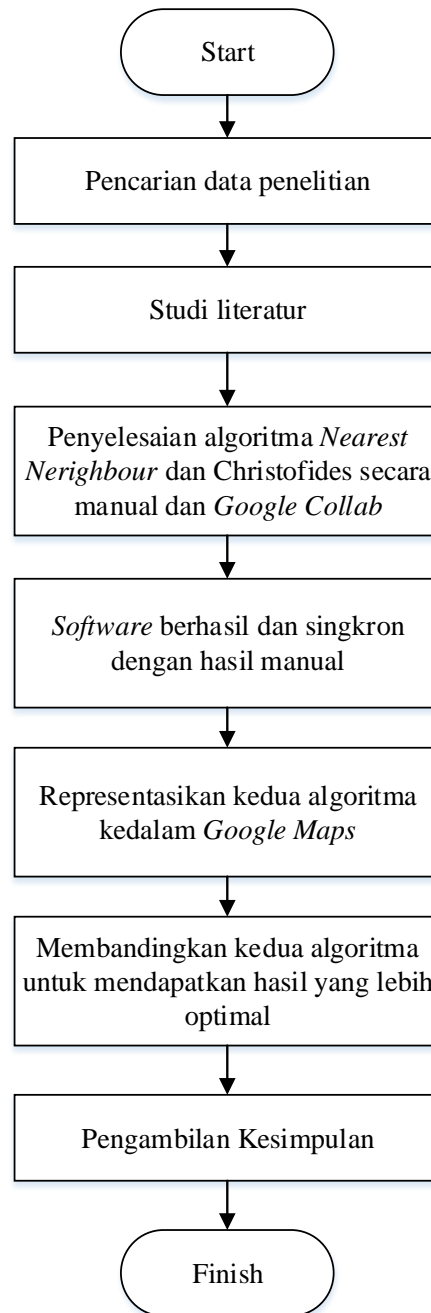 Start
Pencarian data penelitian
Studi literatur
Penyelesaian algoritma Nearest
Nerighbour dan Christofides secara
manual dan Google Collab
Software berhasil dan singkron
dengan hasil manual
Representasikan kedua algoritma
kedalam Google Maps
Membandingkan kedua algoritma
untuk mendapatkan hasil yang lebih
optimal
Pengambilan Kesimpulan
Finish